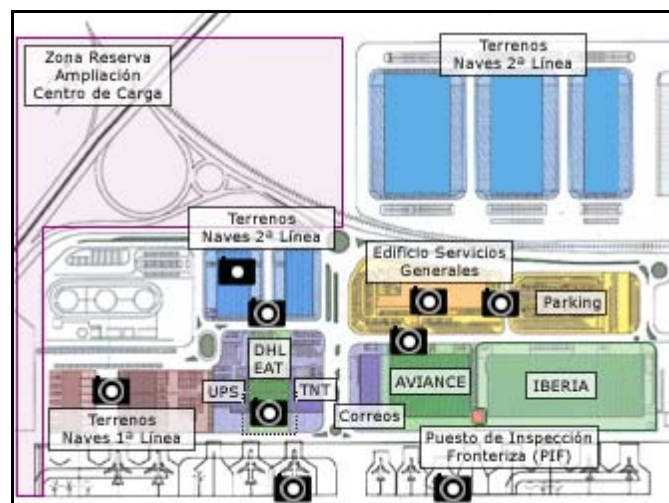 Zona Reserva
Ampliación
Centro de Carga
Terrenos
Naves 2ª Línea
Terrenos
Naves 2ª Línea
Edificio Servicios
Generales
Parking
DHL
EAT
UPS
TNT
AVIANCE
IBERIA
Correos
Terrenos
Naves 1ª Línea
Puesto de Inspección
Fronteriza (PIF)